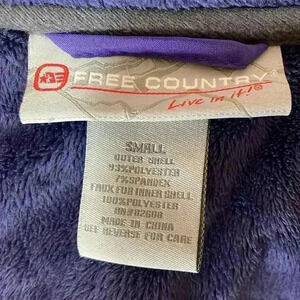 FREE COUNTRY®
Live in it!®
SMALL
OUTER SHELL
93%POLYESTER
7%SPANDEX
FAUX FUR INNER SHELL
100%POLYESTER
RN#82608
MADE IN CHINA
SEE REVERSE FOR CARE